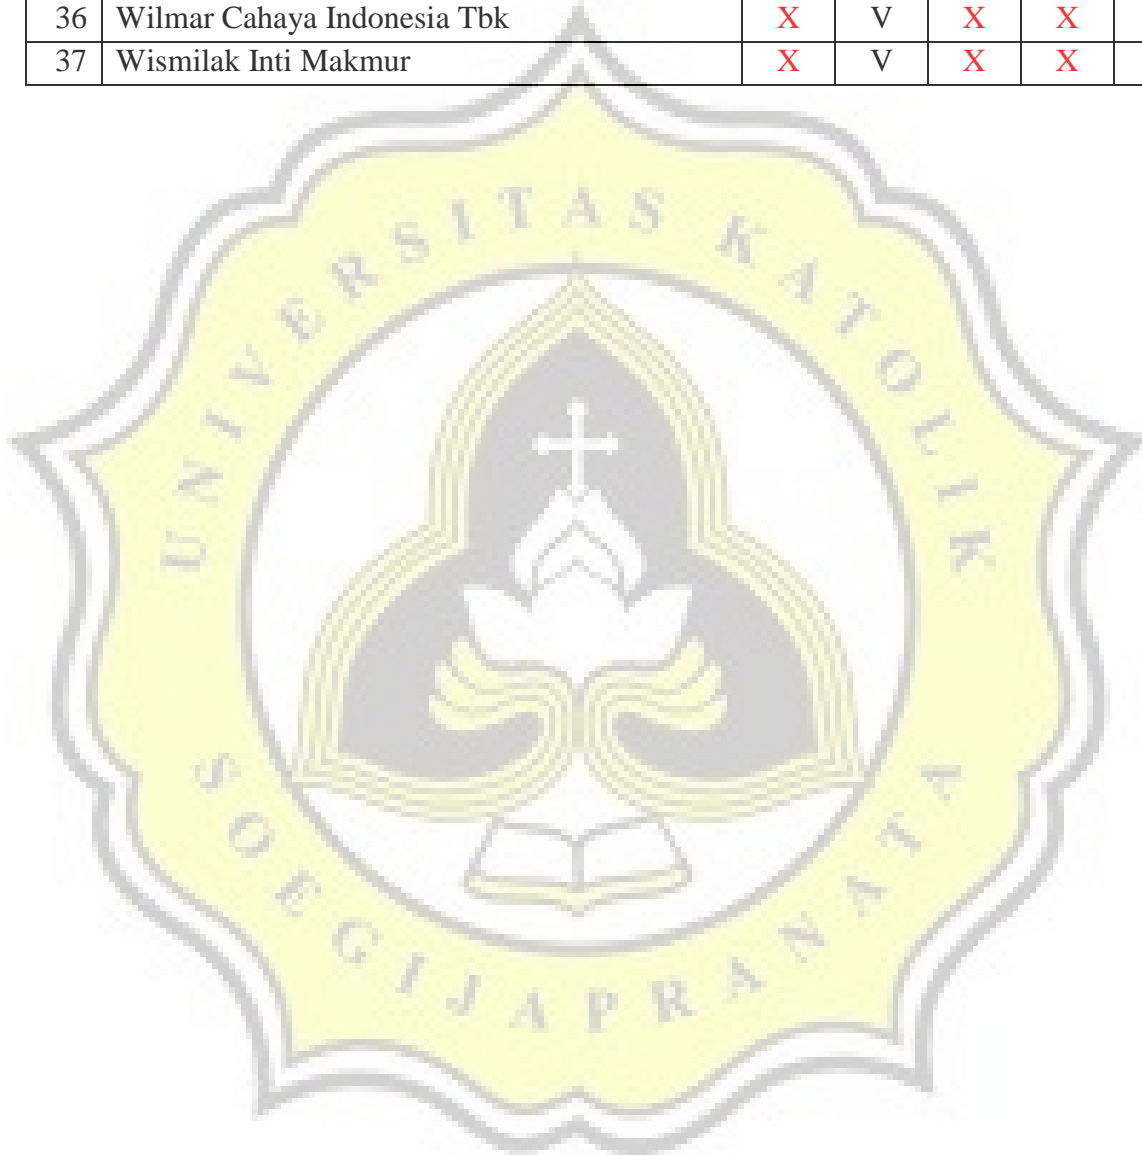 36 Wilmar Cahaya Indonesia Tbk X V X X
37 Wismilak Inti Makmur X V X X
UNIVERSITAS KATOLIK
SOEGIJAPRANATA